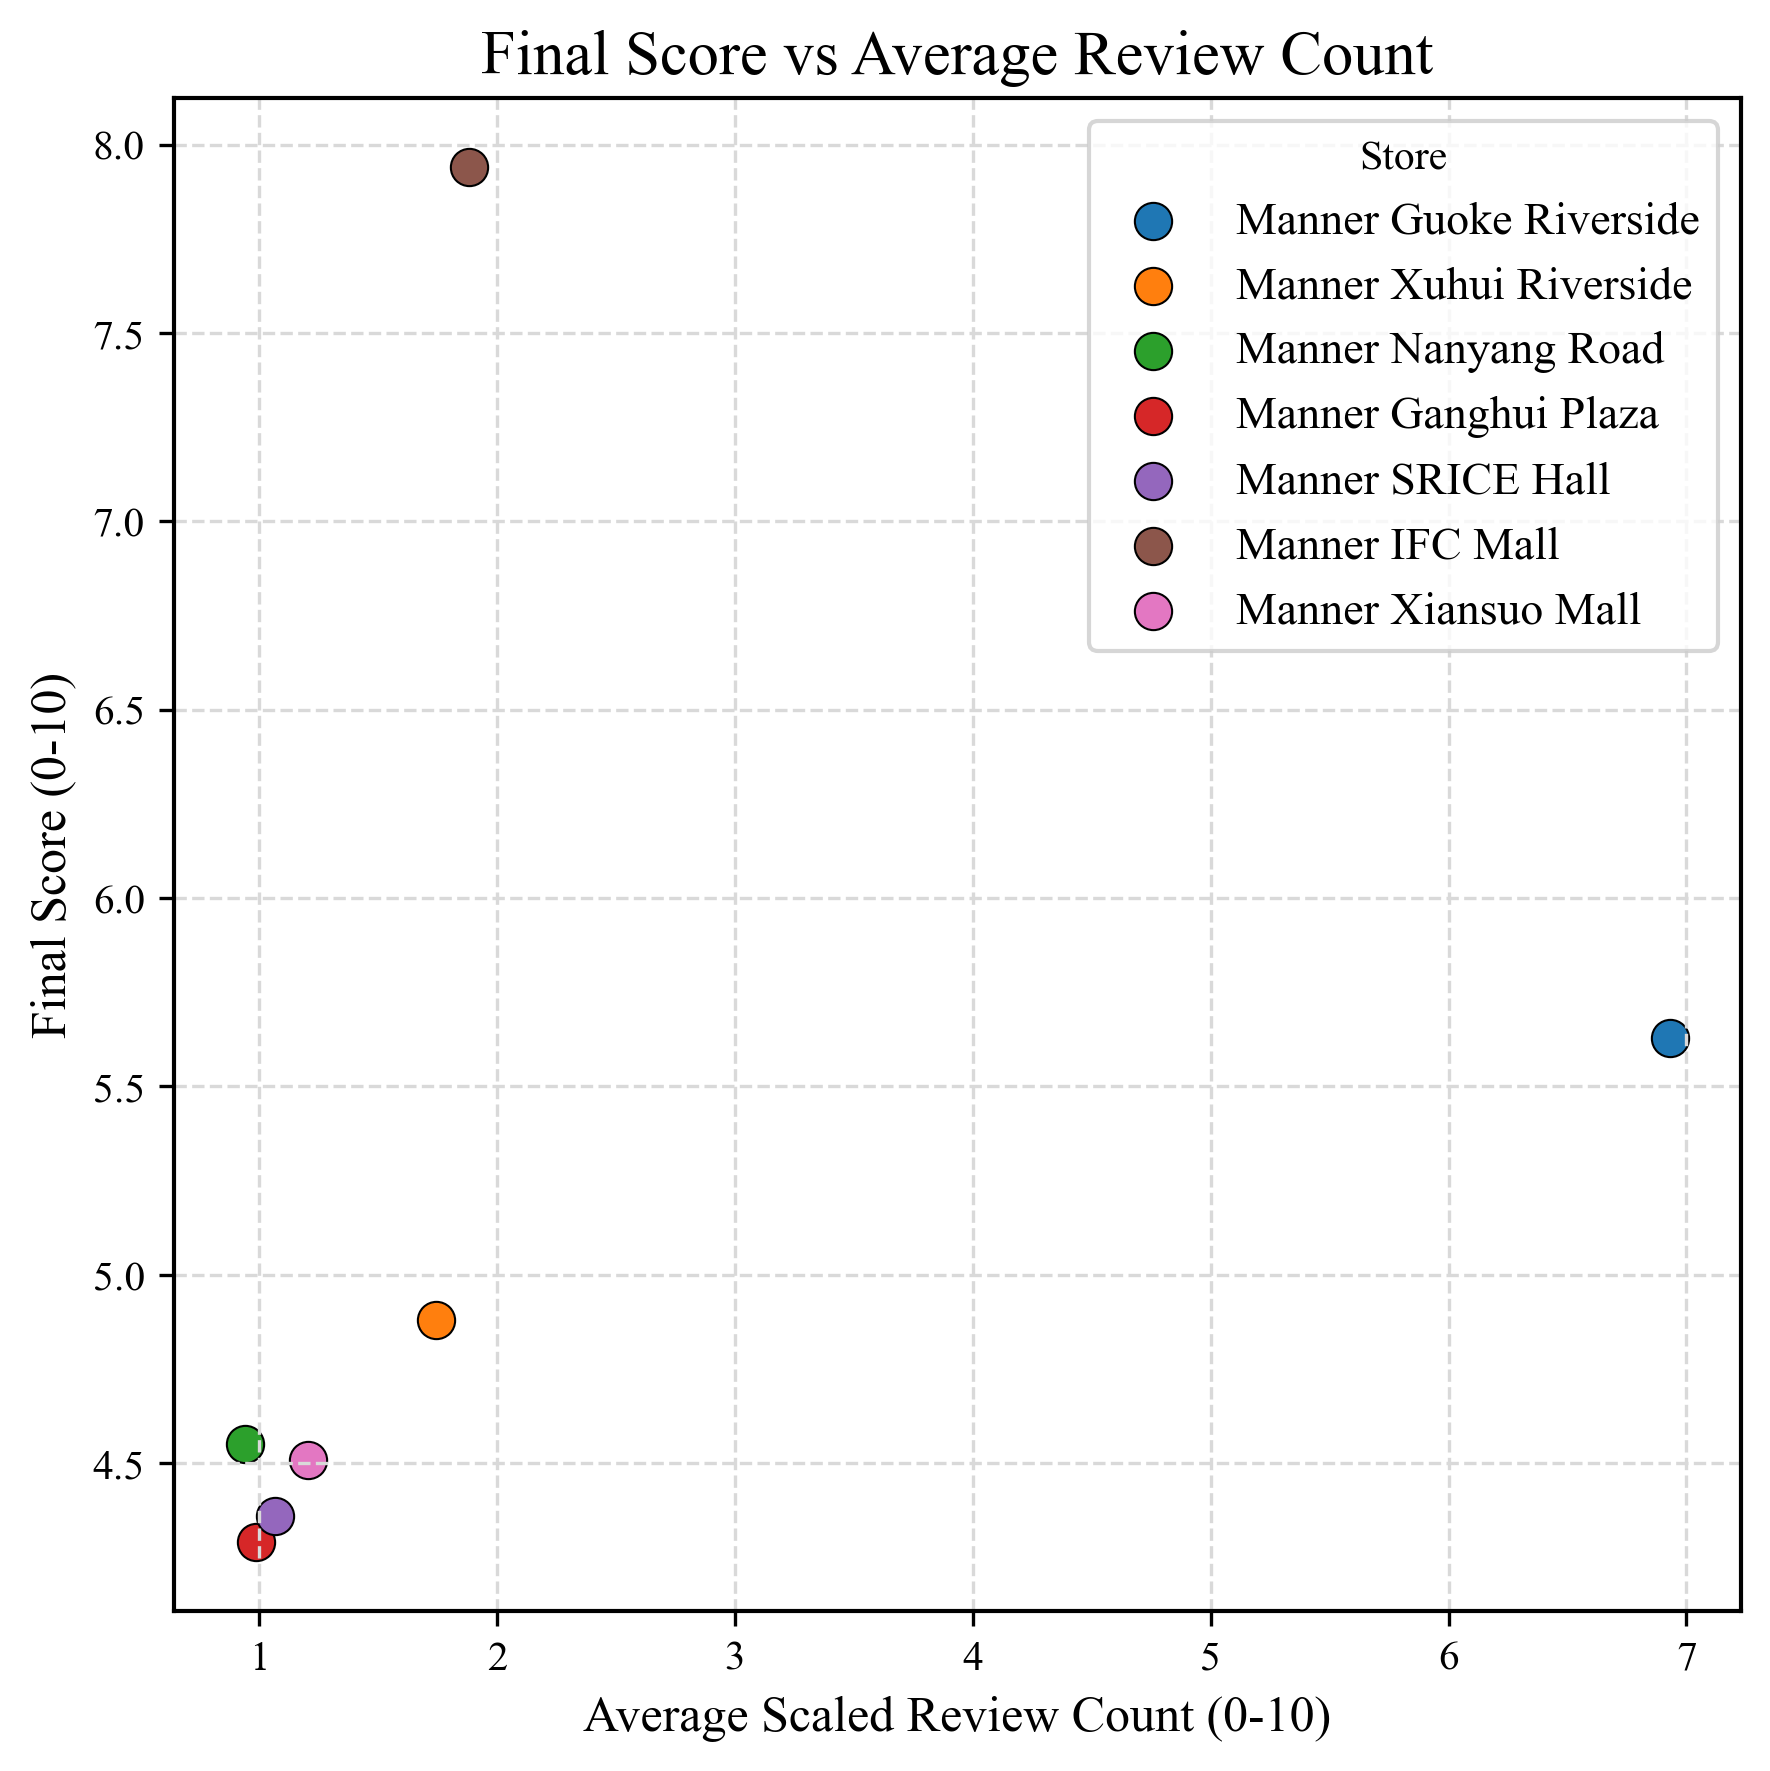 Final Score vs Average Review Count
Store
Manner Guoke Riverside
Manner Xuhui Riverside
Manner Nanyang Road
Manner Ganghui Plaza
Manner SRICE Hall
Manner IFC Mall
Manner Xiansuo Mall
Final Score (0-10)
8.0
7.5
7.0
6.5
6.0
5.5
5.0
4.5
1 2 3 4 5 6 7
Average Scaled Review Count (0-10)